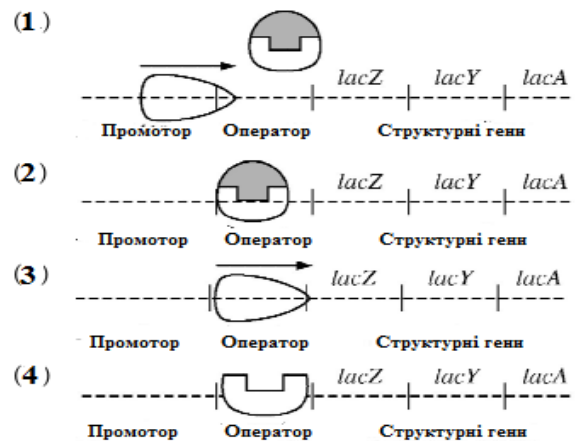 (1)
lacZ lacY lacA
Промотор Оператор Структурні гени
(2)
lacZ lacY lacA
Промотор Оператор Структурні гени
(3)
lacZ lacY lacA
Промотор Оператор Структурні гени
(4)
lacZ lacY lacA
Промотор Оператор Структурні гени